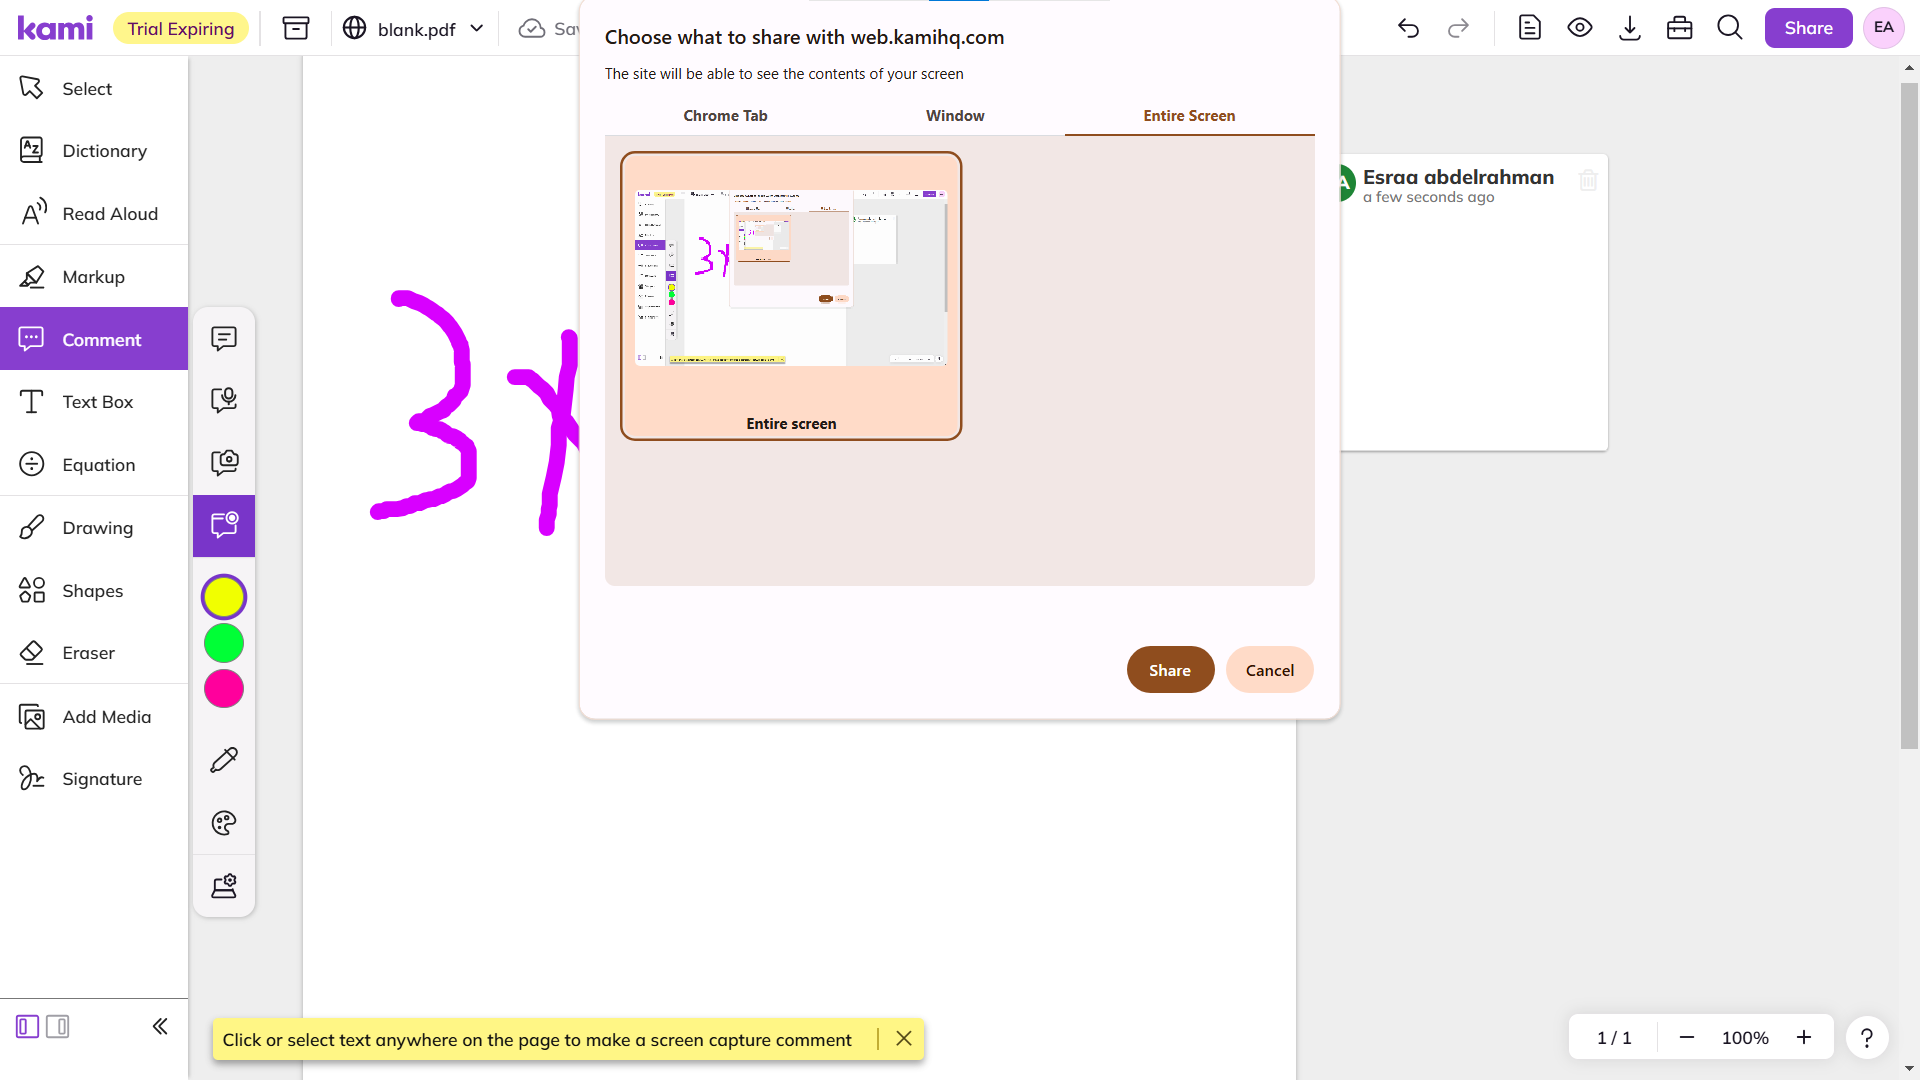 kami
Trial Expiring
blank.pdf
Sav
Share
EA
Select
Dictionary
Read Aloud
Markup
Comment
Text Box
Equation
Drawing
Shapes
Eraser
Add Media
Signature
3x
Choose what to share with web.kamihq.com
The site will be able to see the contents of your screen
Chrome Tab
Window
Entire Screen
Entire screen
Share
Cancel
A
Esraa abdelrahman
a few seconds ago
Click or select text anywhere on the page to make a screen capture comment
1 / 1
100%
?